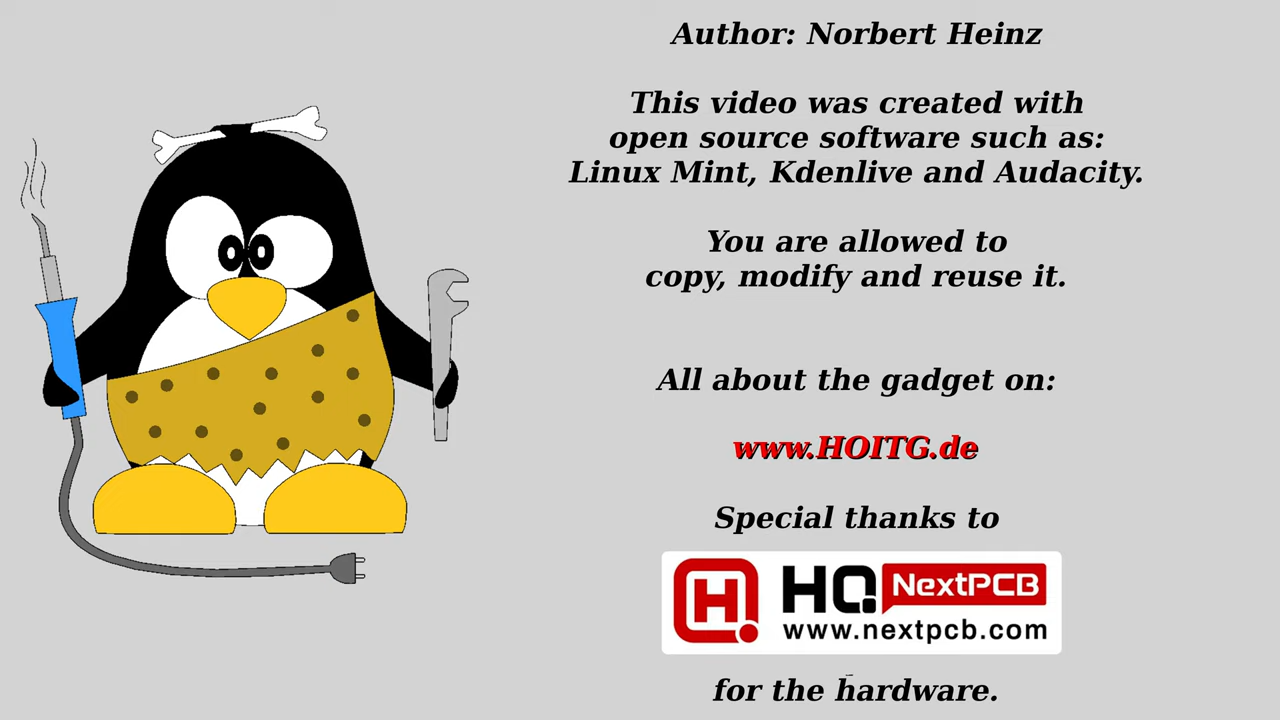 Author: Norbert Heinz
This video was created with
open source software such as:
Linux Mint, Kdenlive and Audacity.
You are allowed to
copy, modify and reuse it.
All about the gadget on:
www.HOITG.de
Special thanks to
H HQ NextPCB
www.nextpcb.com
for the hardware.